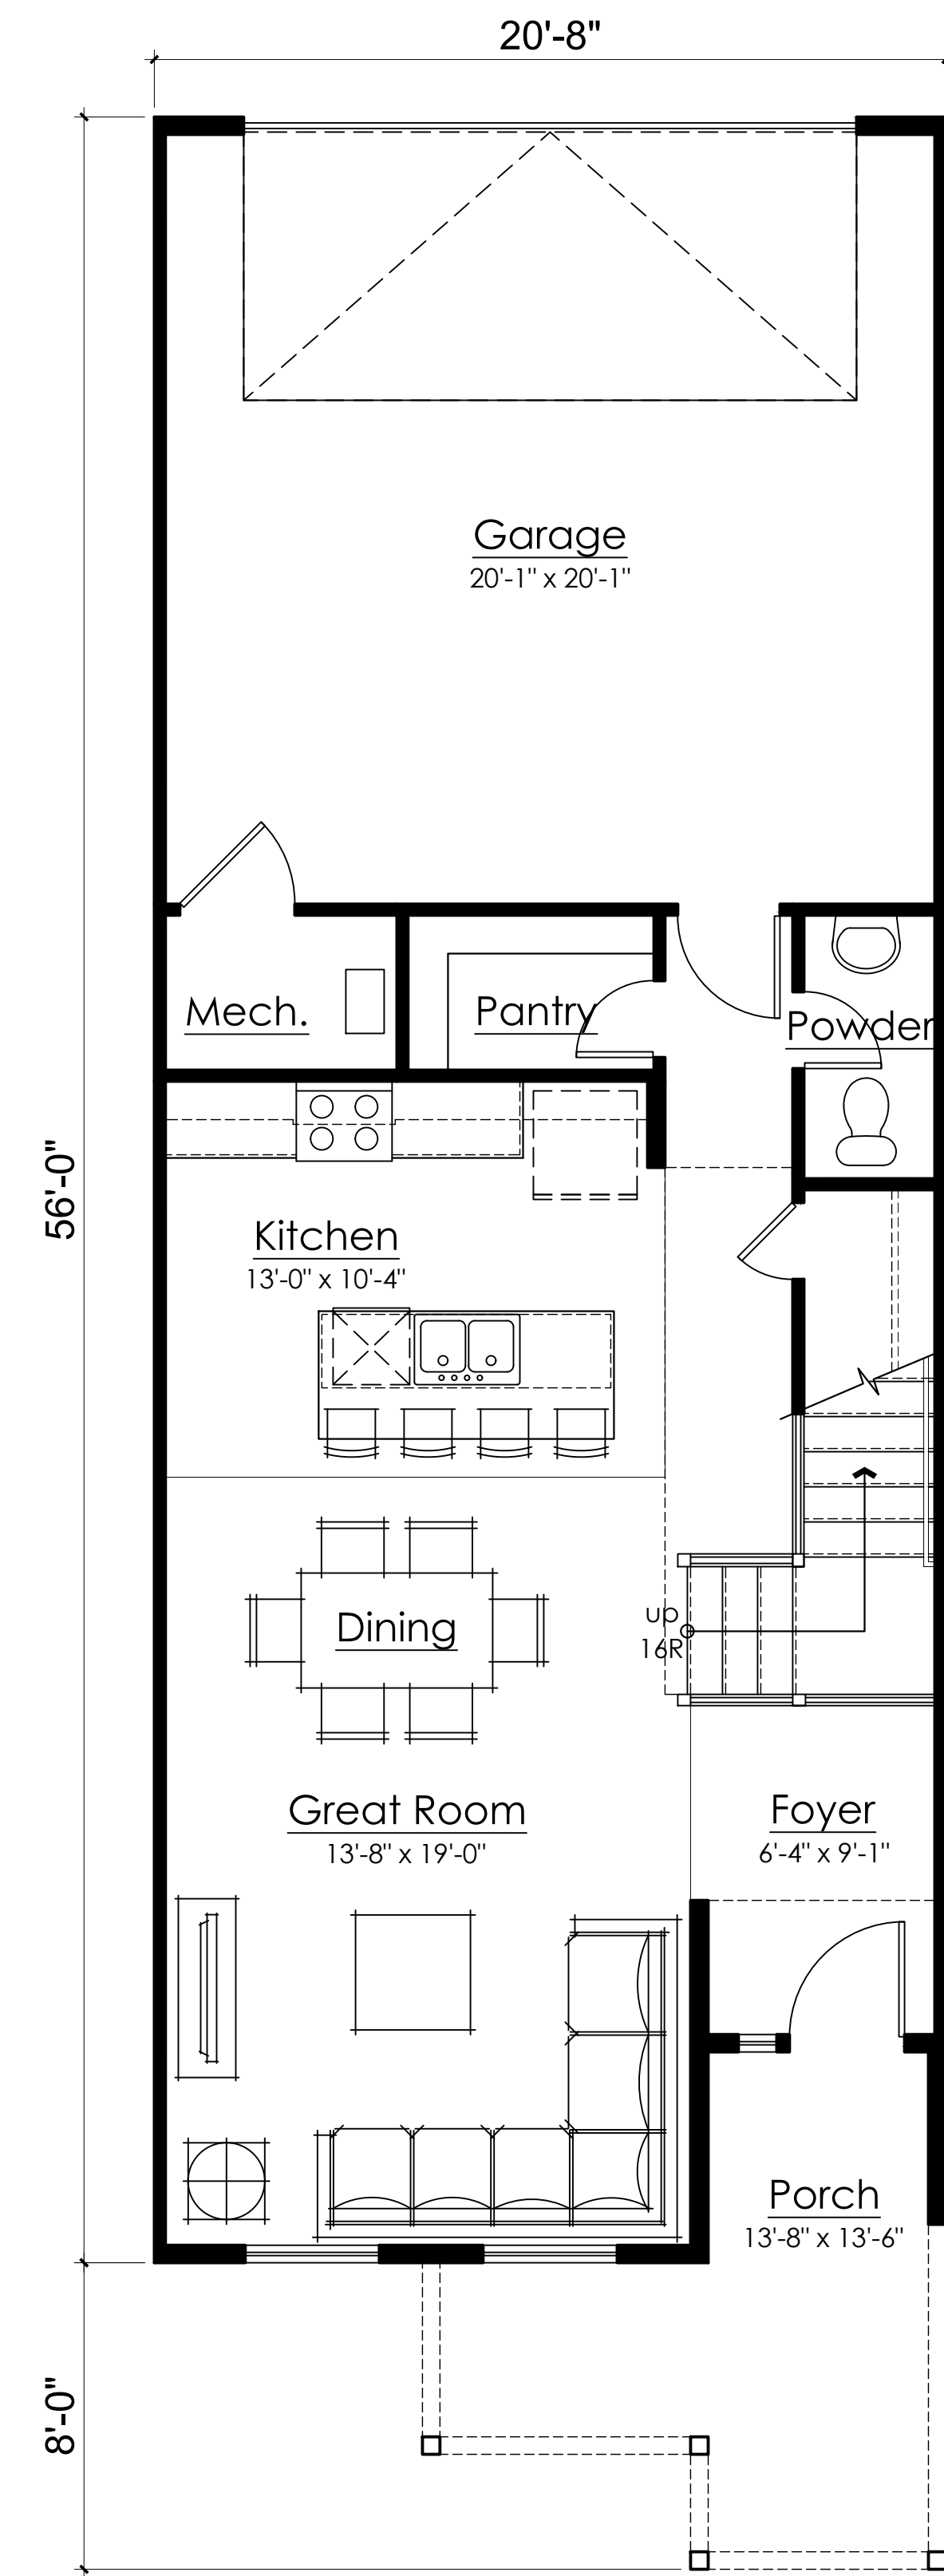 20'-8"
Garage
20'-1" x 20'-1"
Mech.
Pantry
Powder
56'-0"
Kitchen
13'-0" x 10'-4"
Dining
up
16R
Great Room
13'-8" x 19'-0"
Foyer
6'-4" x 9'-1"
Porch
13'-8" x 13'-6"
8'-0"